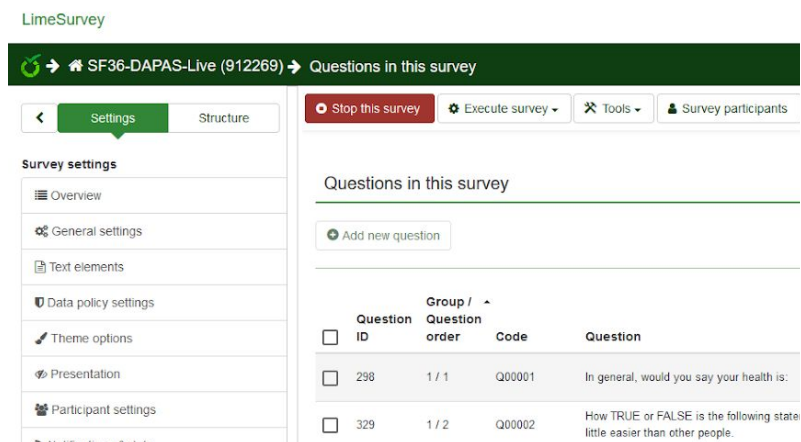 LimeSurvey
SF36-DAPAS-Live (912269) Questions in this survey
Settings Structure
Stop this survey Execute survey Tools Survey participants
Survey settings
Overview
General settings
Text elements
Data policy settings
Theme options
Presentation
Participant settings
Questions in this survey
Add new question
Question ID Group / Question order Code Question
298 1 / 1 Q00001 In general, would you say your health is:
329 1 / 2 Q00002 How TRUE or FALSE is the following
little easier than other people.